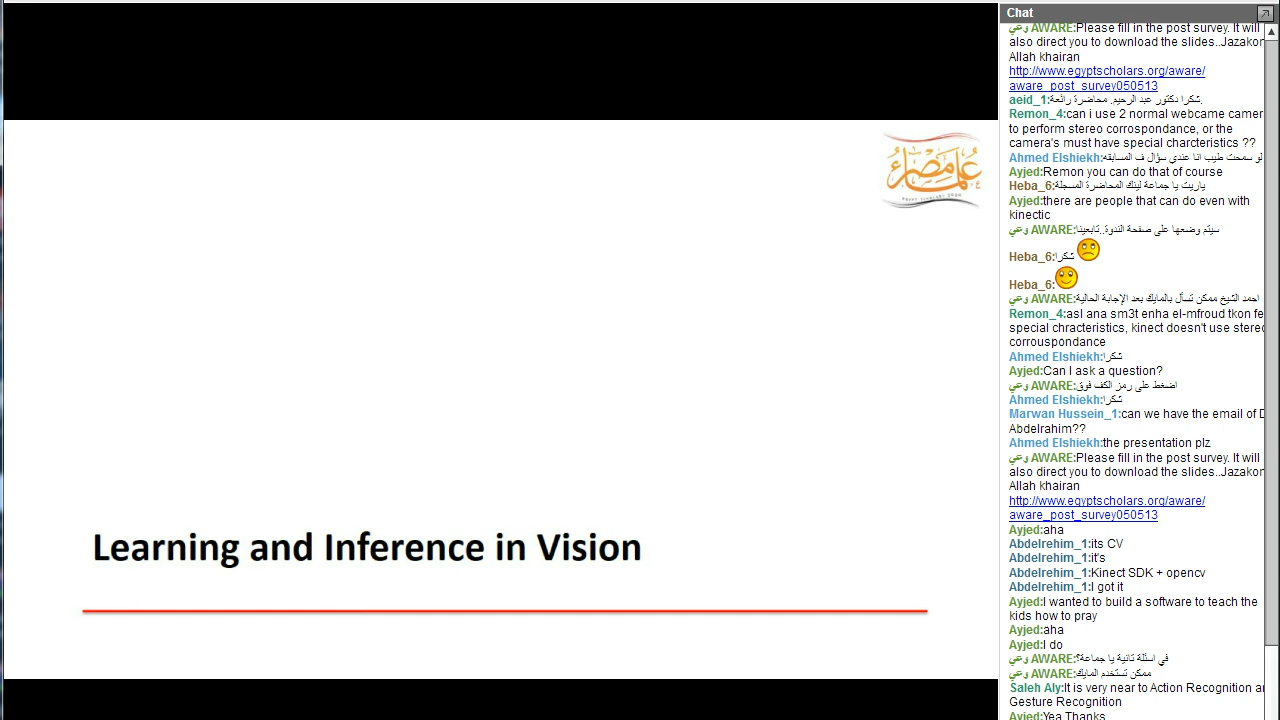 علماء مصر
Learning and Inference in Vision
Chat
وعي AWARE:Please fill in the post survey. It will
also direct you to download the slides..Jazakom
Allah khairan
http://www.egyptscholars.org/aware/
aware_post_survey050513
aeid_1:شكرا دكتور عبد الرحيم. محاضرة رائعة.
Remon_4:can i use 2 normal webcame camer
to perform stereo corrospondance, or the
camera's must have special charcteristics ??
Ahmed Elshiekh:لو سمحت طيب انا عندي سؤال ف المسابقه
Ayjed:Remon you can do that of course
Heba_6:ياريت يا جماعة لينك المحاضرة المسجلة
Ayjed:there are people that can do even with
kinectic
وعي AWARE:سيتم وضعها على صفحة الندوة..تابعينا
Heba_6:شكرا
Heba_6:
وعي AWARE:احمد الشيخ ممكن تسأل بالمايك بعد الإجابة الحالية
Remon_4:asl ana sm3t enha el-mfroud tkon fe
special chracteristics, kinect doesn't use stereo
corrouspondance
Ahmed Elshiekh:شكرا
Ayjed:Can I ask a question?
وعي AWARE:اضغط على رمز الكف فوق
Ahmed Elshiekh:شكرا
Marwan Hussein_1:can we have the email of D
Abdelrahim??
Ahmed Elshiekh:the presentation plz
وعي AWARE:Please fill in the post survey. It will
also direct you to download the slides..Jazakom
Allah khairan
http://www.egyptscholars.org/aware/
aware_post_survey050513
Ayjed:aha
Abdelrehim_1:its CV
Abdelrehim_1:it's
Abdelrehim_1:Kinect SDK + opencv
Abdelrehim_1:I got it
Ayjed:I wanted to build a software to teach the
kids how to pray
Ayjed:aha
Ayjed:I do
وعي AWARE:في اسئلة تانية يا جماعة؟
وعي AWARE:ممكن تستخدم المايك
Saleh Aly:It is very near to Action Recognition an
Gesture Recognition
Ayjed:Yea Thanks